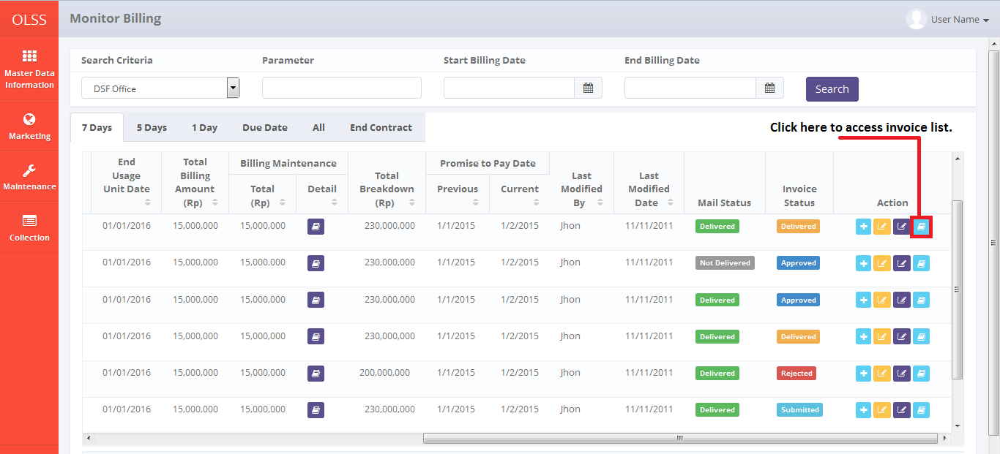 OLSS
Monitor Billing
User Name
Master Data
Information
Marketing
Maintenance
Collection
Search Criteria Parameter Start Billing Date End Billing Date
DSF Office
Search
7 Days 5 Days 1 Day Due Date All End Contract
Click here to access invoice list.
End
Usage
Unit Date
Total
Billing
Amount
(Rp)
Billing Maintenance
Total
(Rp)
Detail
Total
Breakdown
(Rp)
Promise to Pay Date
Previous
Current
Last
Modified
By
Last
Modified
Date
Mail Status
Invoice
Status
Action
01/01/2016 15,000,000 15,000,000 230,000,000 1/1/2015 1/2/2015 Jhon 11/11/2011 Delivered Delivered
01/01/2016 15,000,000 15,000,000 230,000,000 1/1/2015 1/2/2015 Jhon 11/11/2011 Not Delivered Approved
01/01/2016 15,000,000 15,000,000 230,000,000 1/1/2015 1/2/2015 Jhon 11/11/2011 Delivered Approved
01/01/2016 15,000,000 15,000,000 230,000,000 1/1/2015 1/2/2015 Jhon 11/11/2011 Delivered Delivered
01/01/2016 15,000,000 15,000,000 200,000,000 1/1/2015 1/2/2015 Jhon 11/11/2011 Delivered Rejected
01/01/2016 15,000,000 15,000,000 230,000,000 1/1/2015 1/2/2015 Jhon 11/11/2011 Delivered Submitted